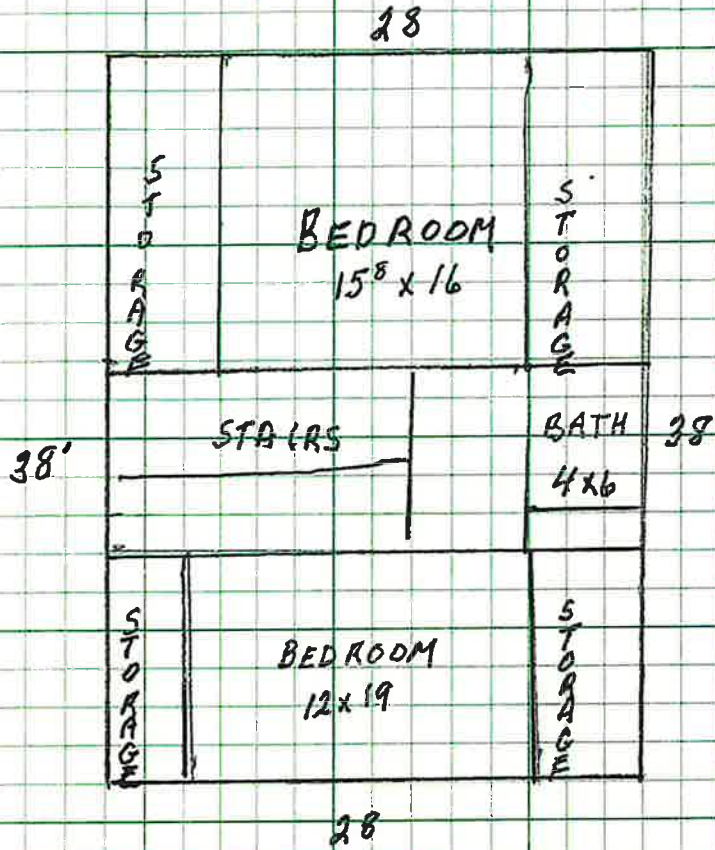 28
STORAGE
BEDROOM
15⁸ x 16
STORAGE
STAIRS
BATH
4x6
38'
38
STORAGE
BEDROOM
12x19
STORAGE
28